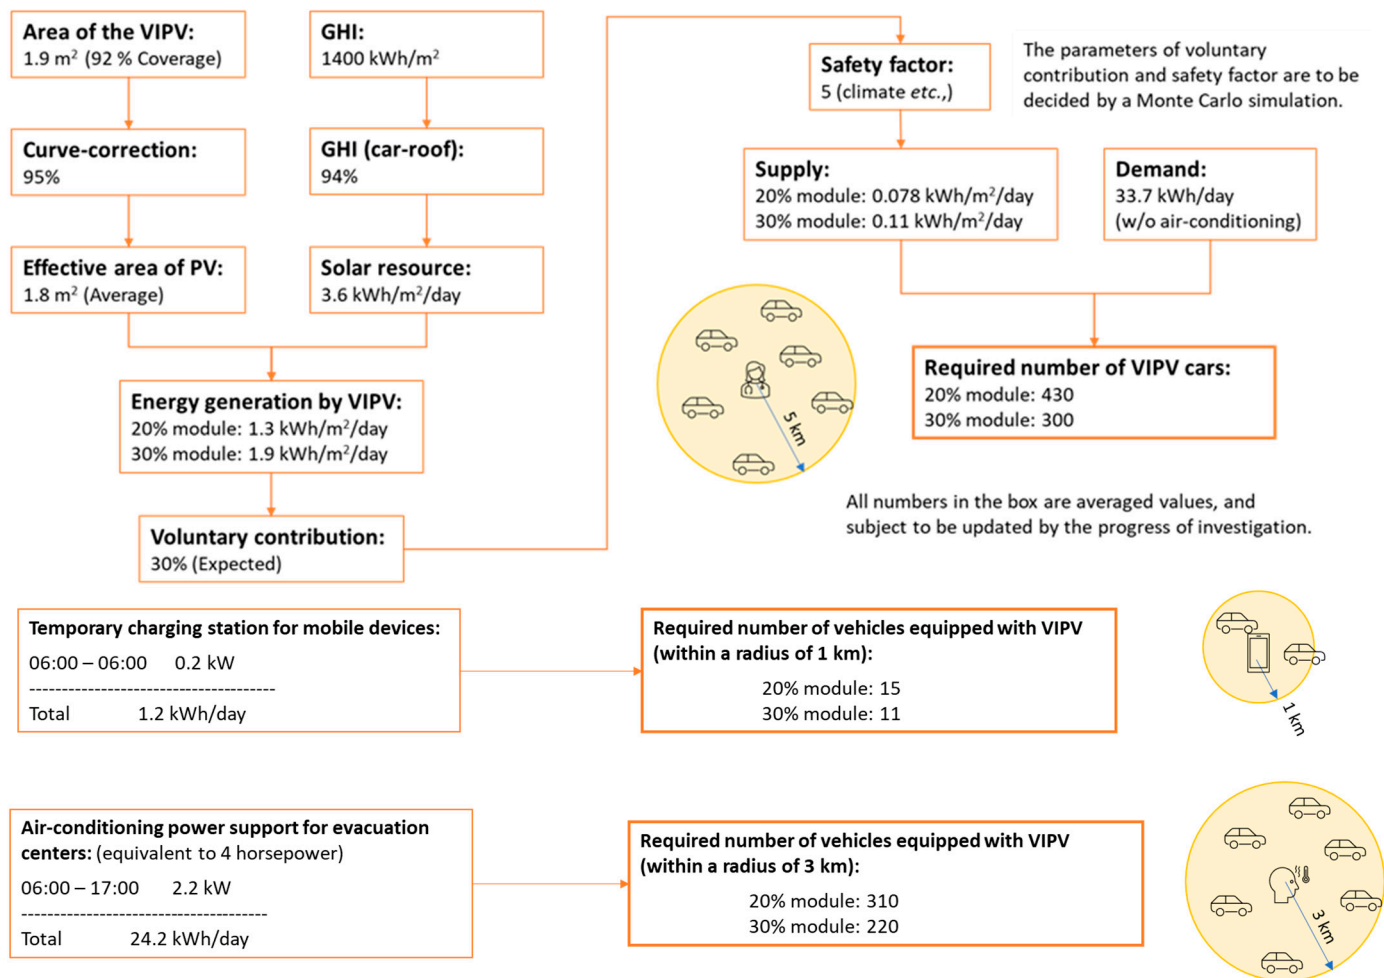 Area of the VIPV:
1.9 m² (92 % Coverage)
GHI:
1400 kWh/m²
Curve-correction:
95%
GHI (car-roof):
94%
Effective area of PV:
1.8 m² (Average)
Solar resource:
3.6 kWh/m²/day
Energy generation by VIPV:
20% module: 1.3 kWh/m²/day
30% module: 1.9 kWh/m²/day
Voluntary contribution:
30% (Expected)
Safety factor:
5 (climate etc.,)
The parameters of voluntary
contribution and safety factor are to be
decided by a Monte Carlo simulation.
Supply:
20% module: 0.078 kWh/m²/day
30% module: 0.11 kWh/m²/day
Demand:
33.7 kWh/day
(w/o air-conditioning)
5 km
Required number of VIPV cars:
20% module: 430
30% module: 300
All numbers in the box are averaged values, and
subject to be updated by the progress of investigation.
Temporary charging station for mobile devices:
06:00 – 06:00 0.2 kW
--------------------------------------
Total 1.2 kWh/day
Required number of vehicles equipped with VIPV
(within a radius of 1 km):
20% module: 15
30% module: 11
1 km
Air-conditioning power support for evacuation
centers: (equivalent to 4 horsepower)
06:00 – 17:00 2.2 kW
--------------------------------------
Total 24.2 kWh/day
Required number of vehicles equipped with VIPV
(within a radius of 3 km):
20% module: 310
30% module: 220
3 km